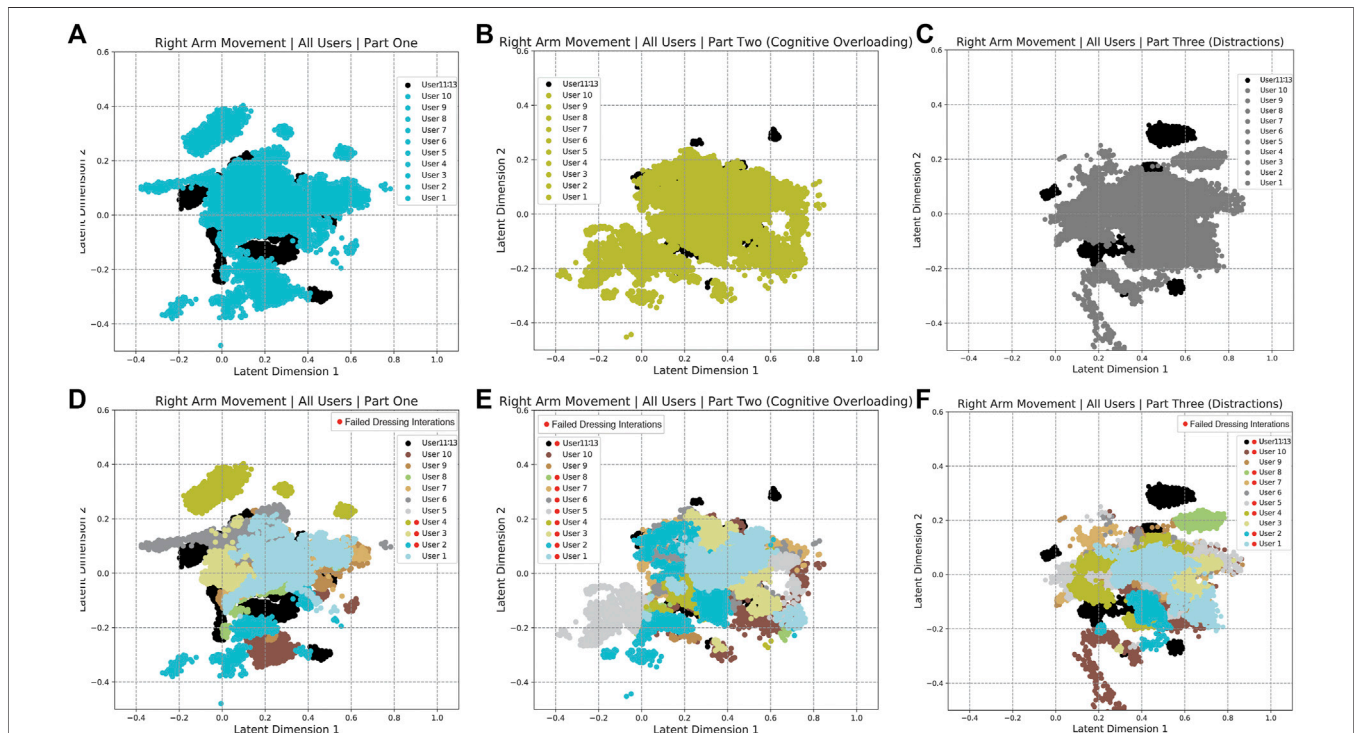 A
Right Arm Movement | All Users | Part One
0.6
0.4
0.2
0.0
−0.2
−0.4
Latent Dimension 2
User11:13
User 10
User 9
User 8
User 7
User 6
User 5
User 4
User 3
User 2
User 1
−0.4 −0.2 0.0 0.2 0.4 0.6 0.8 1.0
Latent Dimension 1
B
Right Arm Movement | All Users | Part Two (Cognitive Overloading)
0.6
0.4
0.2
0.0
−0.2
−0.4
Latent Dimension 2
User11:13
User 10
User 9
User 8
User 7
User 6
User 5
User 4
User 3
User 2
User 1
−0.4 −0.2 0.0 0.2 0.4 0.6 0.8 1.0
Latent Dimension 1
C
Right Arm Movement | All Users | Part Three (Distractions)
0.6
0.4
0.2
0.0
−0.2
−0.4
Latent Dimension 2
User11:13
User 10
User 9
User 8
User 7
User 6
User 5
User 4
User 3
User 2
User 1
−0.4 −0.2 0.0 0.2 0.4 0.6 0.8 1.0
Latent Dimension 1
D
Right Arm Movement | All Users | Part One
Failed Dressing Interations
0.6
0.4
0.2
0.0
−0.2
−0.4
Latent Dimension 2
User11:13
User 10
User 9
User 8
User 7
User 6
User 5
User 4
User 3
User 2
User 1
−0.4 −0.2 0.0 0.2 0.4 0.6 0.8 1.0
Latent Dimension 1
E
Right Arm Movement | All Users | Part Two (Cognitive Overloading)
Failed Dressing Interations
0.6
0.4
0.2
0.0
−0.2
−0.4
Latent Dimension 2
User11:13
User 10
User 9
User 8
User 7
User 6
User 5
User 4
User 3
User 2
User 1
−0.4 −0.2 0.0 0.2 0.4 0.6 0.8 1.0
Latent Dimension 1
F
Right Arm Movement | All Users | Part Three (Distractions)
Failed Dressing Interations
0.6
0.4
0.2
0.0
−0.2
−0.4
Latent Dimension 2
User11:13
User 10
User 9
User 8
User 7
User 6
User 5
User 4
User 3
User 2
User 1
−0.4 −0.2 0.0 0.2 0.4 0.6 0.8 1.0
Latent Dimension 1